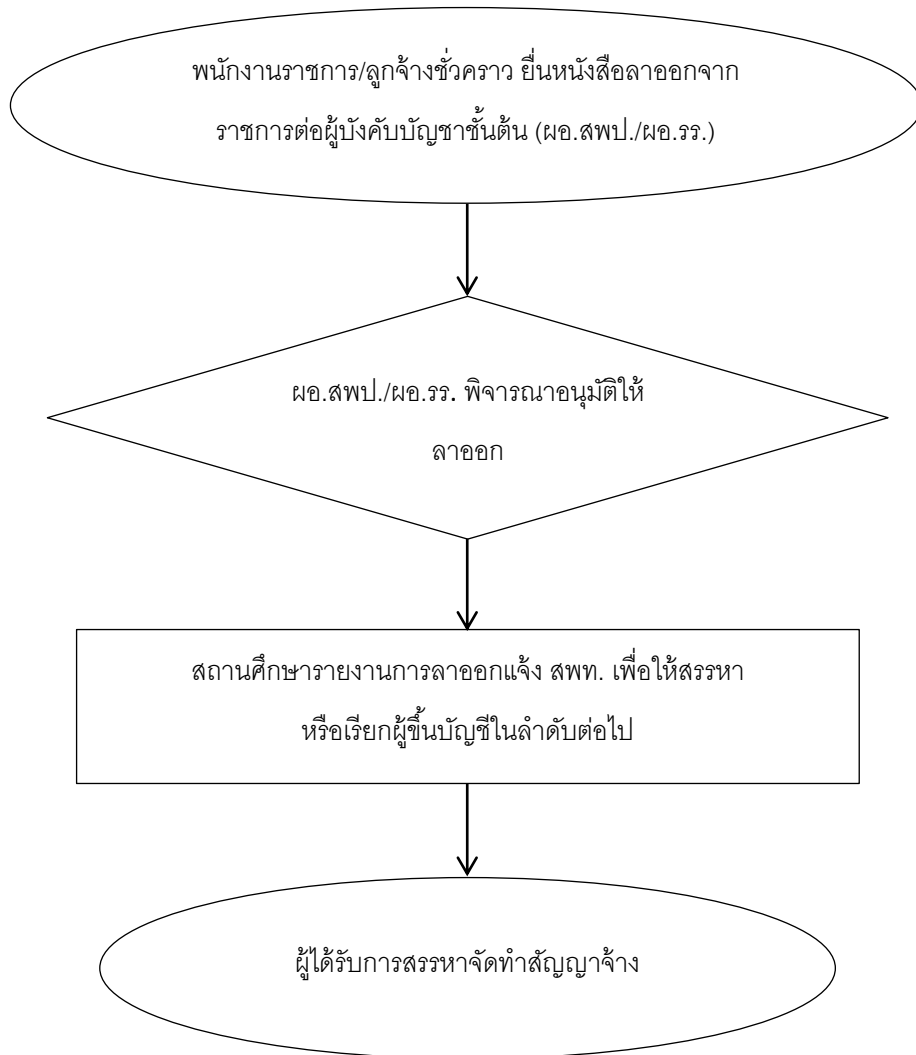 พนักงานราชการ/ลูกจ้างชั่วคราว ยื่นหนังสือลาออกจาก
ราชการต่อผู้บังคับบัญชาชั้นต้น (ผอ.สพป./ผอ.รร.)
ผอ.สพป./ผอ.รร. พิจารณาอนุมัติให้
ลาออก
สถานศึกษารายงานการลาออกแจ้ง สพท. เพื่อให้สรรหา
หรือเรียกผู้ขึ้นบัญชีในลำดับต่อไป
ผู้ได้รับการสรรหาจัดทำสัญญาจ้าง